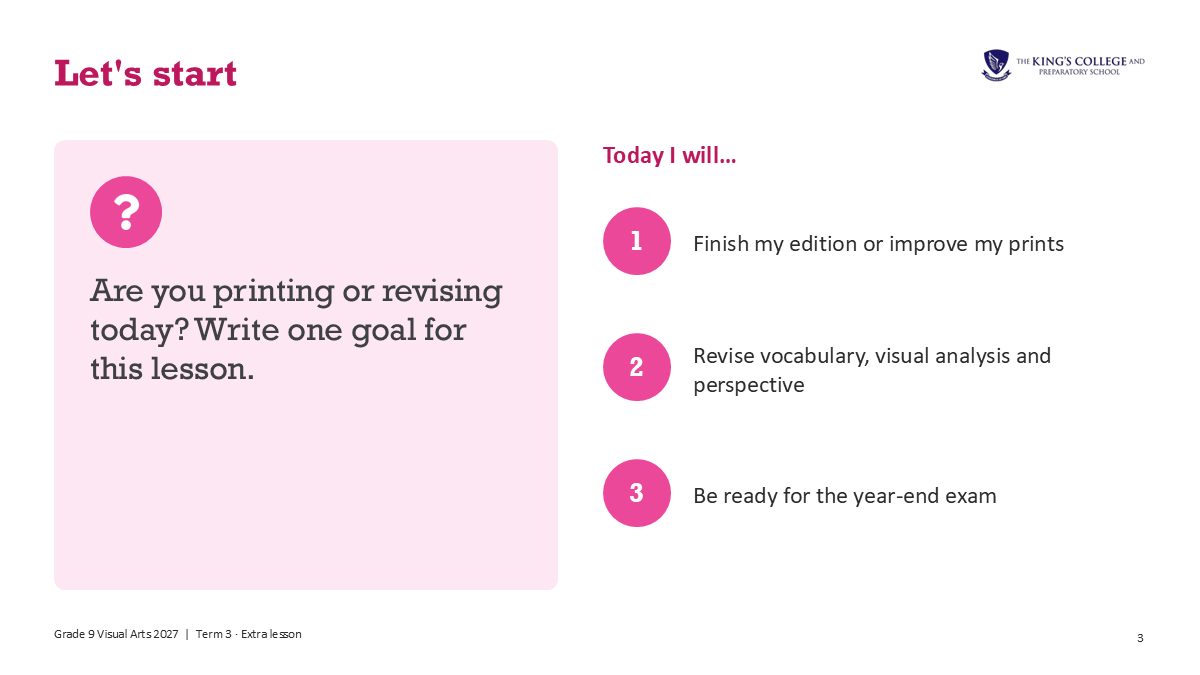 Let's start
THE KING'S COLLEGE AND
PREPARATORY SCHOOL
?
Are you printing or revising
today? Write one goal for
this lesson.
Today I will...
1
Finish my edition or improve my prints
2
Revise vocabulary, visual analysis and
perspective
3
Be ready for the year-end exam
Grade 9 Visual Arts 2027 | Term 3 · Extra lesson
3